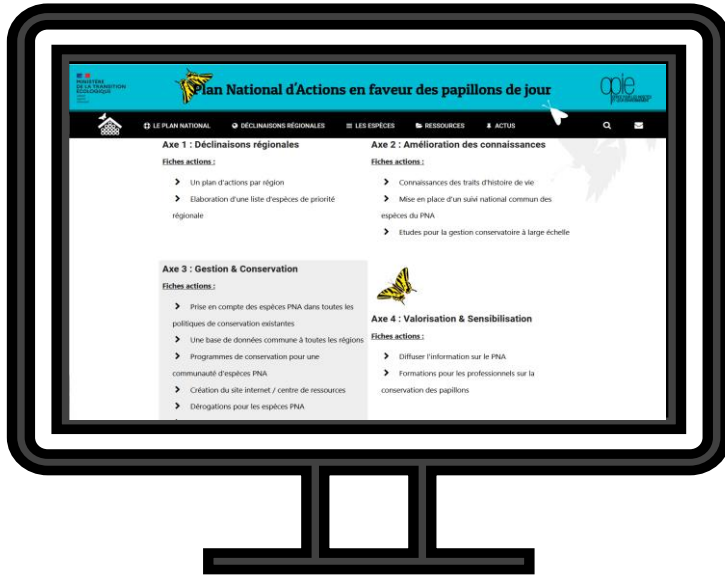 MINISTÈRE
DE LA TRANSITION
ÉCOLOGIQUE
Plan National d'Actions en faveur des papillons de jour
opie
LE PLAN NATIONAL
DÉCLINAISONS RÉGIONALES
LES ESPÈCES
RESSOURCES
ACTUS
Axe 1 : Déclinaisons régionales
Fiches actions :
Un plan d'actions par région
Elaboration d'une liste d'espèces de priorité
régionale
Axe 2 : Amélioration des connaissances
Fiches actions :
Connaissances des traits d'histoire de vie
Mise en place d'un suivi national commun des
espèces du PNA
Etudes pour la gestion conservatoire à large échelle
Axe 3 : Gestion & Conservation
Fiches actions :
Prise en compte des espèces PNA dans toutes les
politiques de conservation existantes
Une base de données commune à toutes les régions
Programmes de conservation pour une
communauté d'espèces PNA
Création du site internet / centre de ressources
Dérogations pour les espèces PNA
Axe 4 : Valorisation & Sensibilisation
Fiches actions :
Diffuser l'information sur le PNA
Formations pour les professionnels sur la
conservation des papillons